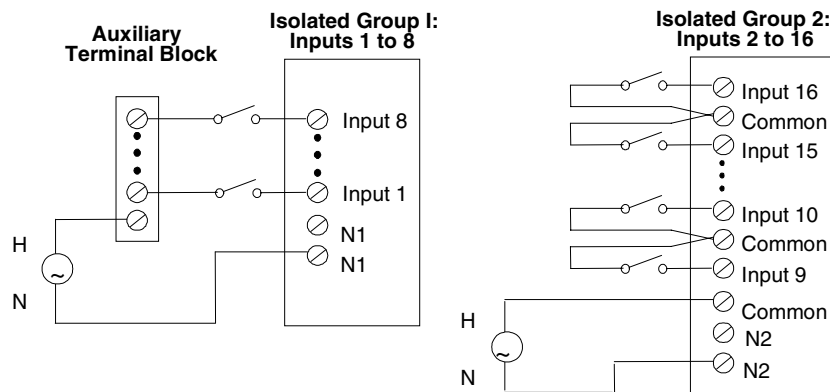 Auxiliary
Terminal Block
Isolated Group I:
Inputs 1 to 8
Input 8
Input 1
N1
N1
H
~
N
Isolated Group 2:
Inputs 2 to 16
Input 16
Common
Input 15
Input 10
Common
Input 9
Common
N2
N2
H
~
N